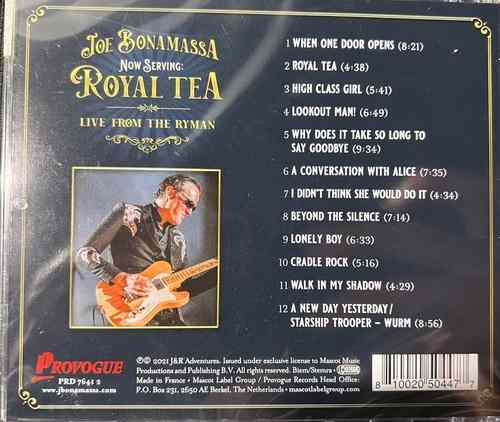 JOE BONAMASSA
NOW SERVING:
ROYAL TEA
LIVE FROM THE RYMAN
1 WHEN ONE DOOR OPENS (8:21)
2 ROYAL TEA (4:38)
3 HIGH CLASS GIRL (5:41)
4 LOOKOUT MAN! (6:49)
5 WHY DOES IT TAKE SO LONG TO
SAY GOODBYE (9:34)
6 A CONVERSATION WITH ALICE (7:35)
7 I DIDN'T THINK SHE WOULD DO IT (4:34)
8 BEYOND THE SILENCE (7:14)
9 LONELY BOY (6:33)
10 CRADLE ROCK (5:16)
11 WALK IN MY SHADOW (4:29)
12 A NEW DAY YESTERDAY/
STARSHIP TROOPER – WURM (8:56)
PROVOGUE
PRD 7641 2
www.jbonamassa.com
℗© 2021 J&R Adventures. Issued under exclusive license to Mascot Music
Productions and Publishing B.V. All rights reserved. Biem/Stemra •
Made in France • Mascot Label Group / Provogue Records Head Office:
P.O. Box 231, 2650 AE Berkel, The Netherlands • mascotlabelgroup.com
8 10020 50447 7